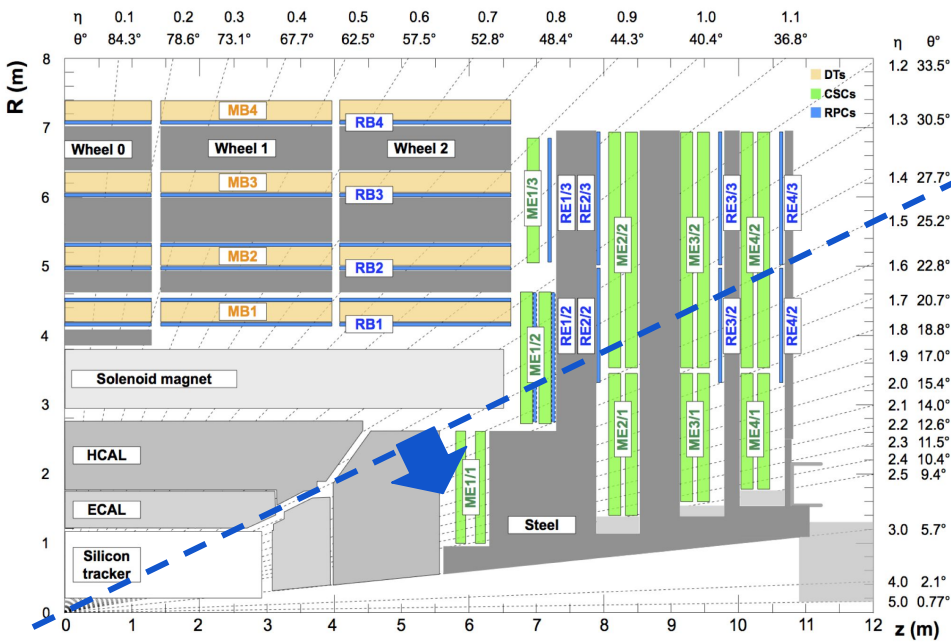 η 0.1 0.2 0.3 0.4 0.5 0.6 0.7 0.8 0.9 1.0 1.1
θ° 84.3° 78.6° 73.1° 67.7° 62.5° 57.5° 52.8° 48.4° 44.3° 40.4° 36.8° η θ°
R (m)
8
7
6
5
4
3
2
1
0
1.2 33.5°
1.3 30.5°
1.4 27.7°
1.5 25.2°
1.6 22.8°
1.7 20.7°
1.8 18.8°
1.9 17.0°
2.0 15.4°
2.1 14.0°
2.2 12.6°
2.3 11.5°
2.4 10.4°
2.5 9.4°
3.0 5.7°
4.0 2.1°
5.0 0.77°
DTs
CSCs
RPCs
MB4
RB4
Wheel 0 Wheel 1 Wheel 2
MB3
RB3
MB2
RB2
MB1
RB1
Solenoid magnet
HCAL
ECAL
Silicon
tracker
Steel
ME1/3
RE1/3
RE2/3
ME2/2
ME3/2
RE3/3
ME4/2
RE4/3
ME1/2
RE1/2
RE2/2
RE3/2
RE4/2
ME1/1
ME2/1
ME3/1
ME4/1
0 1 2 3 4 5 6 7 8 9 10 11 12
z (m)